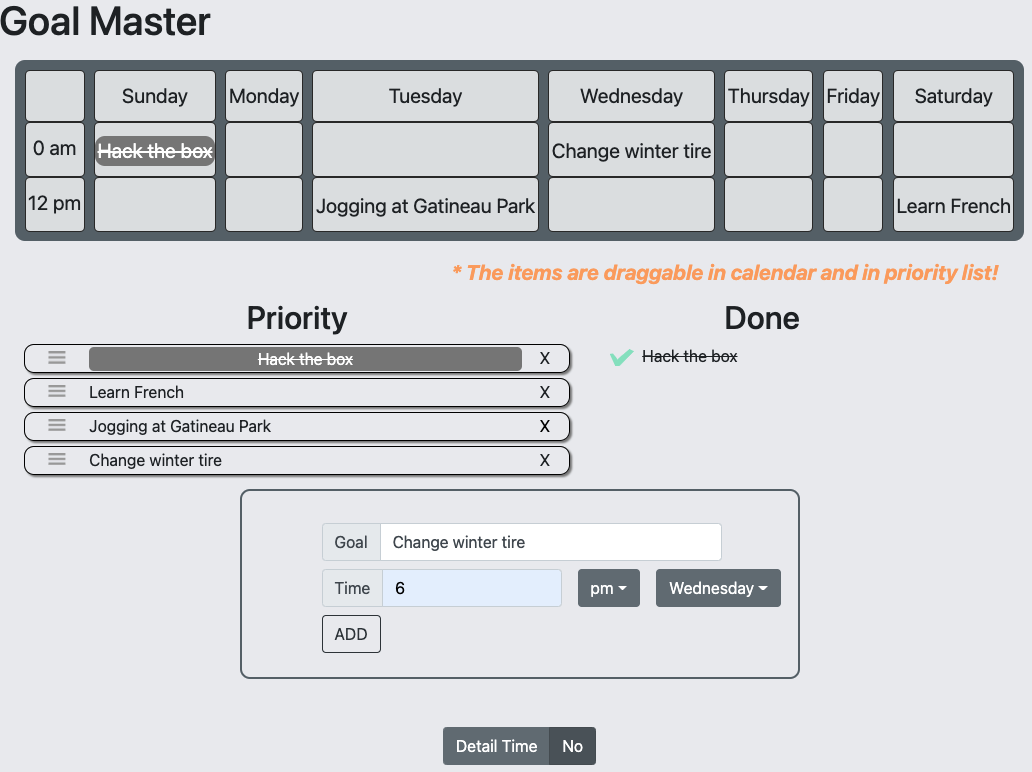 Goal Master
Sunday Monday Tuesday Wednesday Thursday Friday Saturday
0 am Hack the box Change winter tire
12 pm Jogging at Gatineau Park Learn French
* The items are draggable in calendar and in priority list!
Priority Done
Hack the box X Hack the box
Learn French X
Jogging at Gatineau Park X
Change winter tire X
Goal Change winter tire
Time 6 pm Wednesday
ADD
Detail Time No